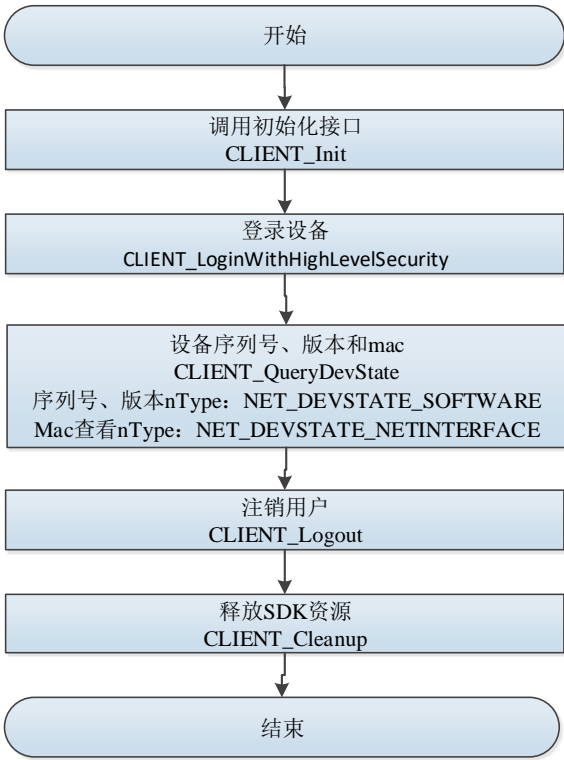 开始
调用初始化接口
CLIENT_Init
登录设备
CLIENT_LoginWithHighLevelSecurity
设备序列号、版本和mac
CLIENT_QueryDevState
序列号、版本nType：NET_DEVSTATE_SOFTWARE
Mac查看nType：NET_DEVSTATE_NETINTERFACE
注销用户
CLIENT_Logout
释放SDK资源
CLIENT_Cleanup
结束